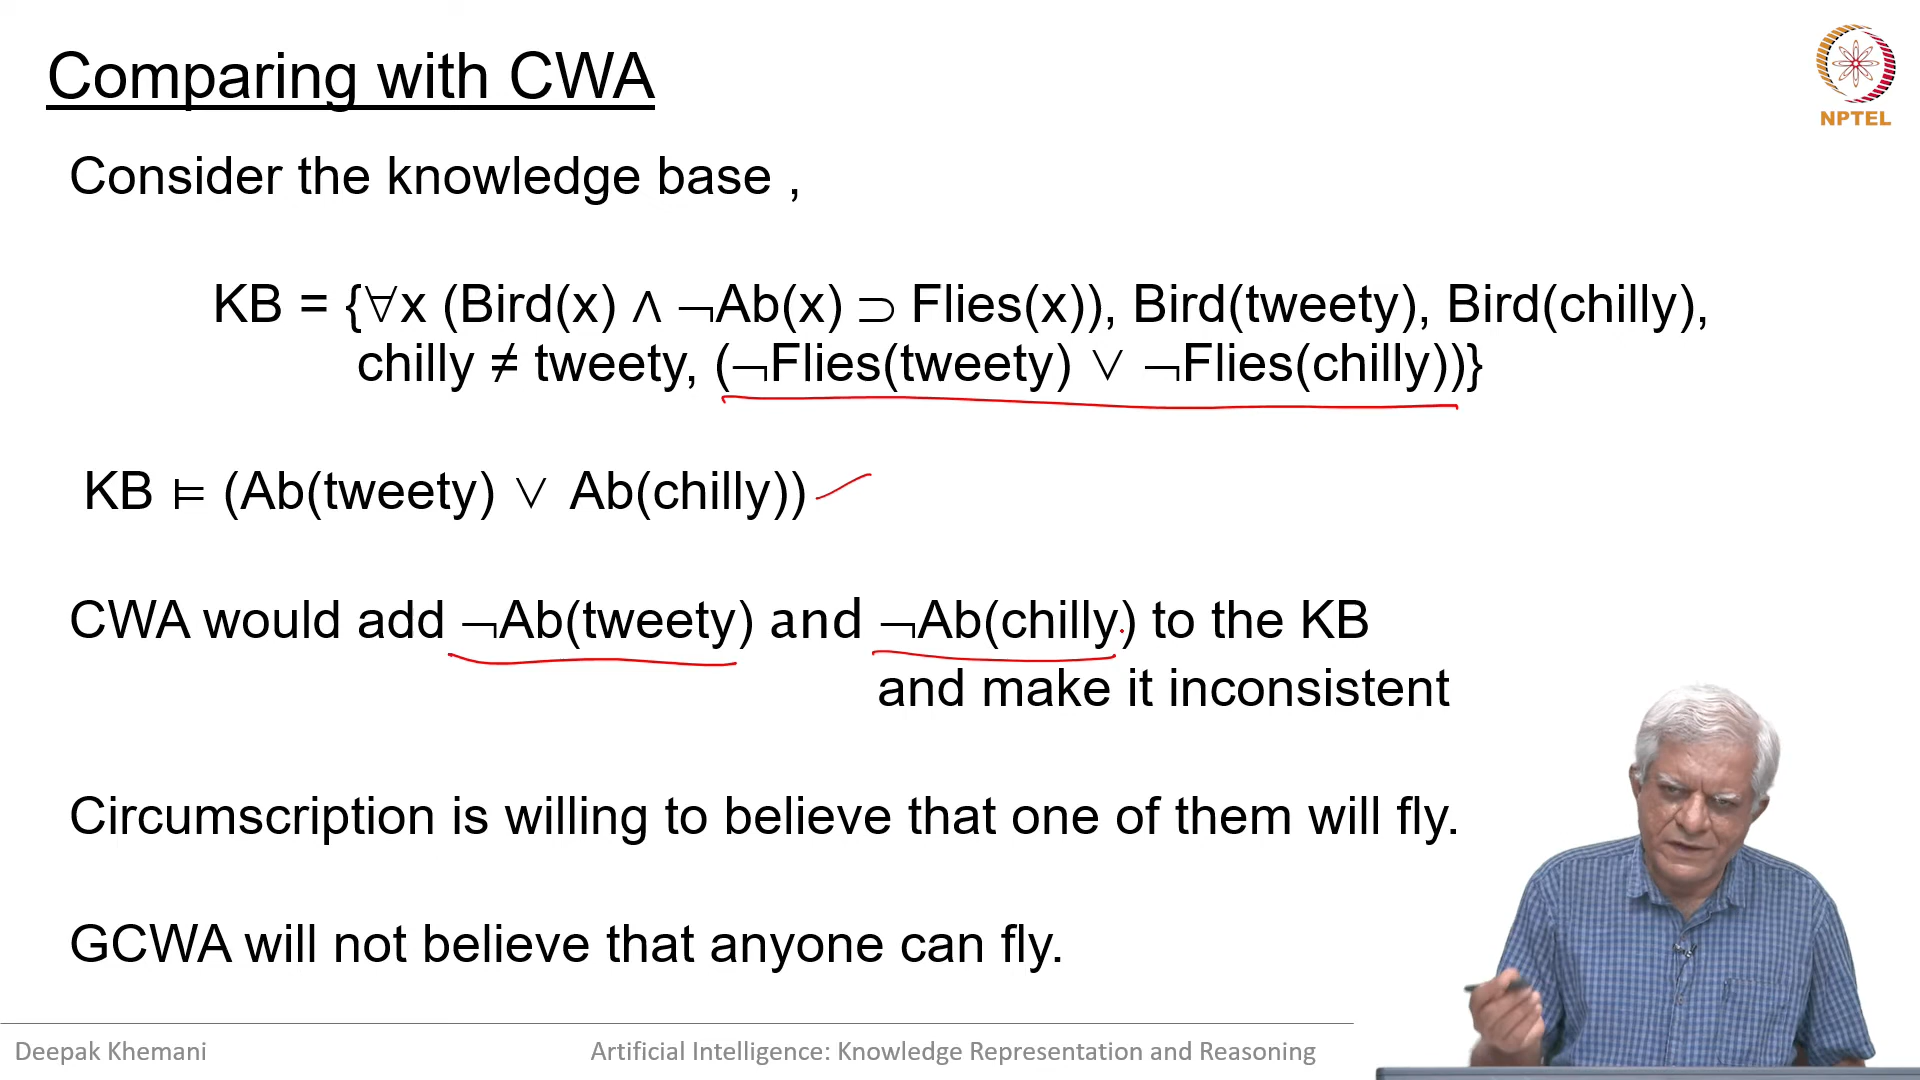 Comparing with CWA
NPTEL
Consider the knowledge base ,
KB = {∀x (Bird(x) ∧ ¬Ab(x) ⊃ Flies(x)), Bird(tweety), Bird(chilly),
chilly ≠ tweety, (¬Flies(tweety) ∨ ¬Flies(chilly))}
KB ⊨ (Ab(tweety) ∨ Ab(chilly))
CWA would add ¬Ab(tweety) and ¬Ab(chilly) to the KB
and make it inconsistent
Circumscription is willing to believe that one of them will fly.
GCWA will not believe that anyone can fly.
Deepak Khemani
Artificial Intelligence: Knowledge Representation and Reasoning